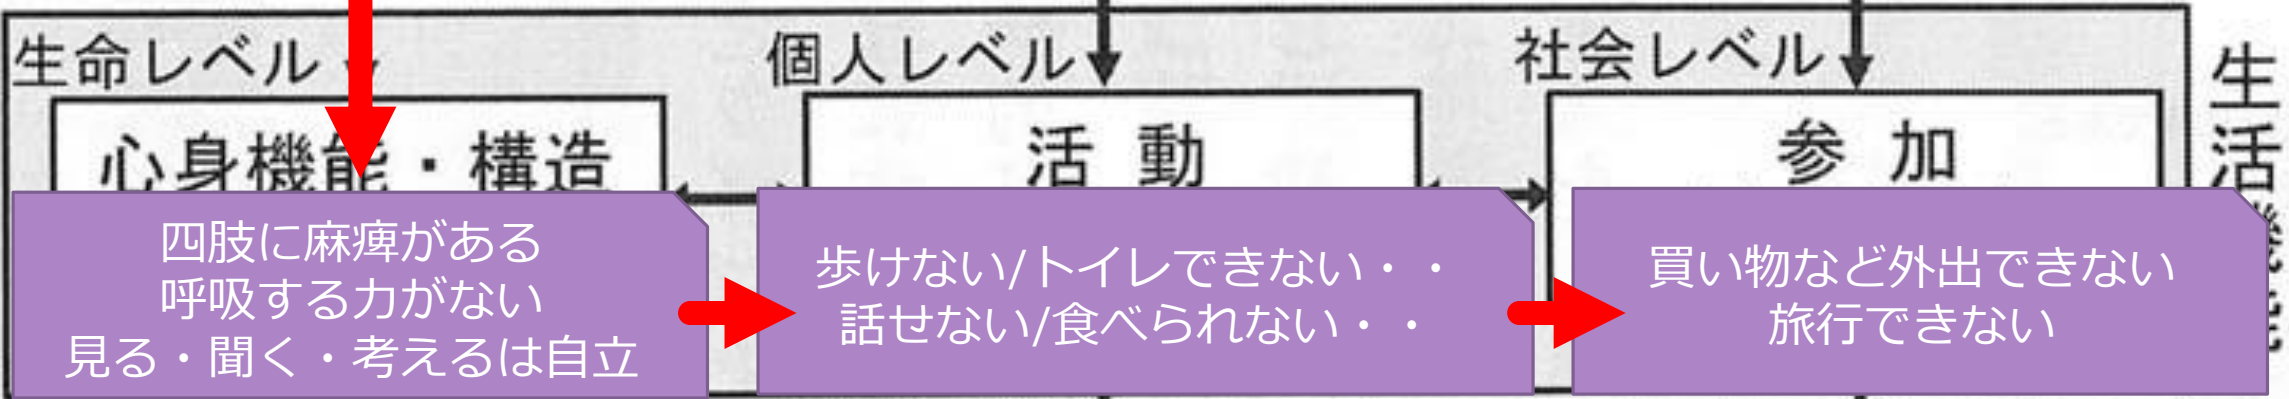 生命レベル
個人レベル
社会レベル
心身機能・構造
活動
参加
生活
四肢に麻痺がある
呼吸する力がない
見る・聞く・考えるは自立
歩けない/トイレできない・・
話せない/食べられない・・
買い物など外出できない
旅行できない